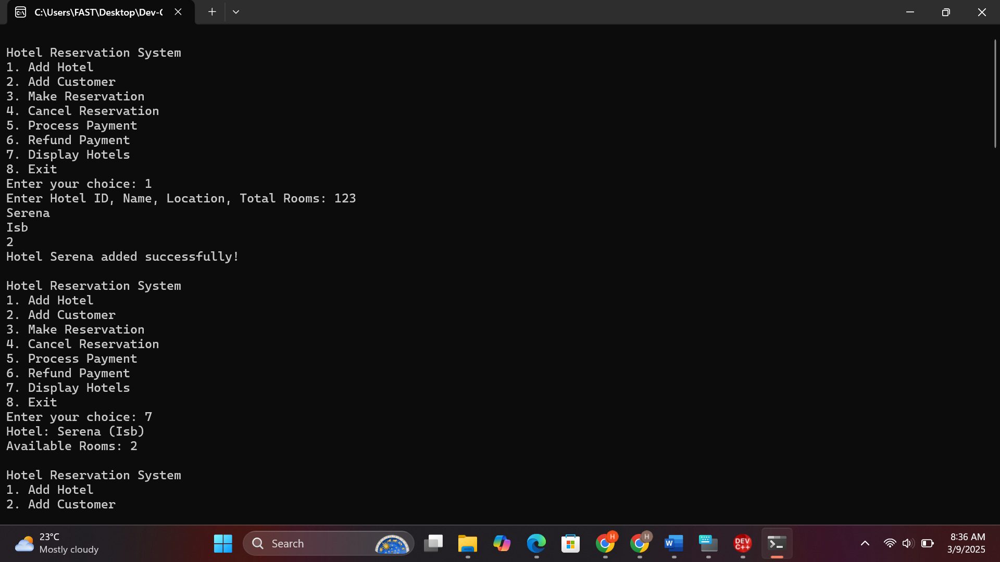 C:\Users\FAST\Desktop\Dev-C
Hotel Reservation System
1. Add Hotel
2. Add Customer
3. Make Reservation
4. Cancel Reservation
5. Process Payment
6. Refund Payment
7. Display Hotels
8. Exit
Enter your choice: 1
Enter Hotel ID, Name, Location, Total Rooms: 123
Serena
Isb
2
Hotel Serena added successfully!
Hotel Reservation System
1. Add Hotel
2. Add Customer
3. Make Reservation
4. Cancel Reservation
5. Process Payment
6. Refund Payment
7. Display Hotels
8. Exit
Enter your choice: 7
Hotel: Serena (Isb)
Available Rooms: 2
Hotel Reservation System
1. Add Hotel
2. Add Customer
23°C
Mostly cloudy
Search
H
H
W
DEV
C++
8:36 AM
3/9/2025